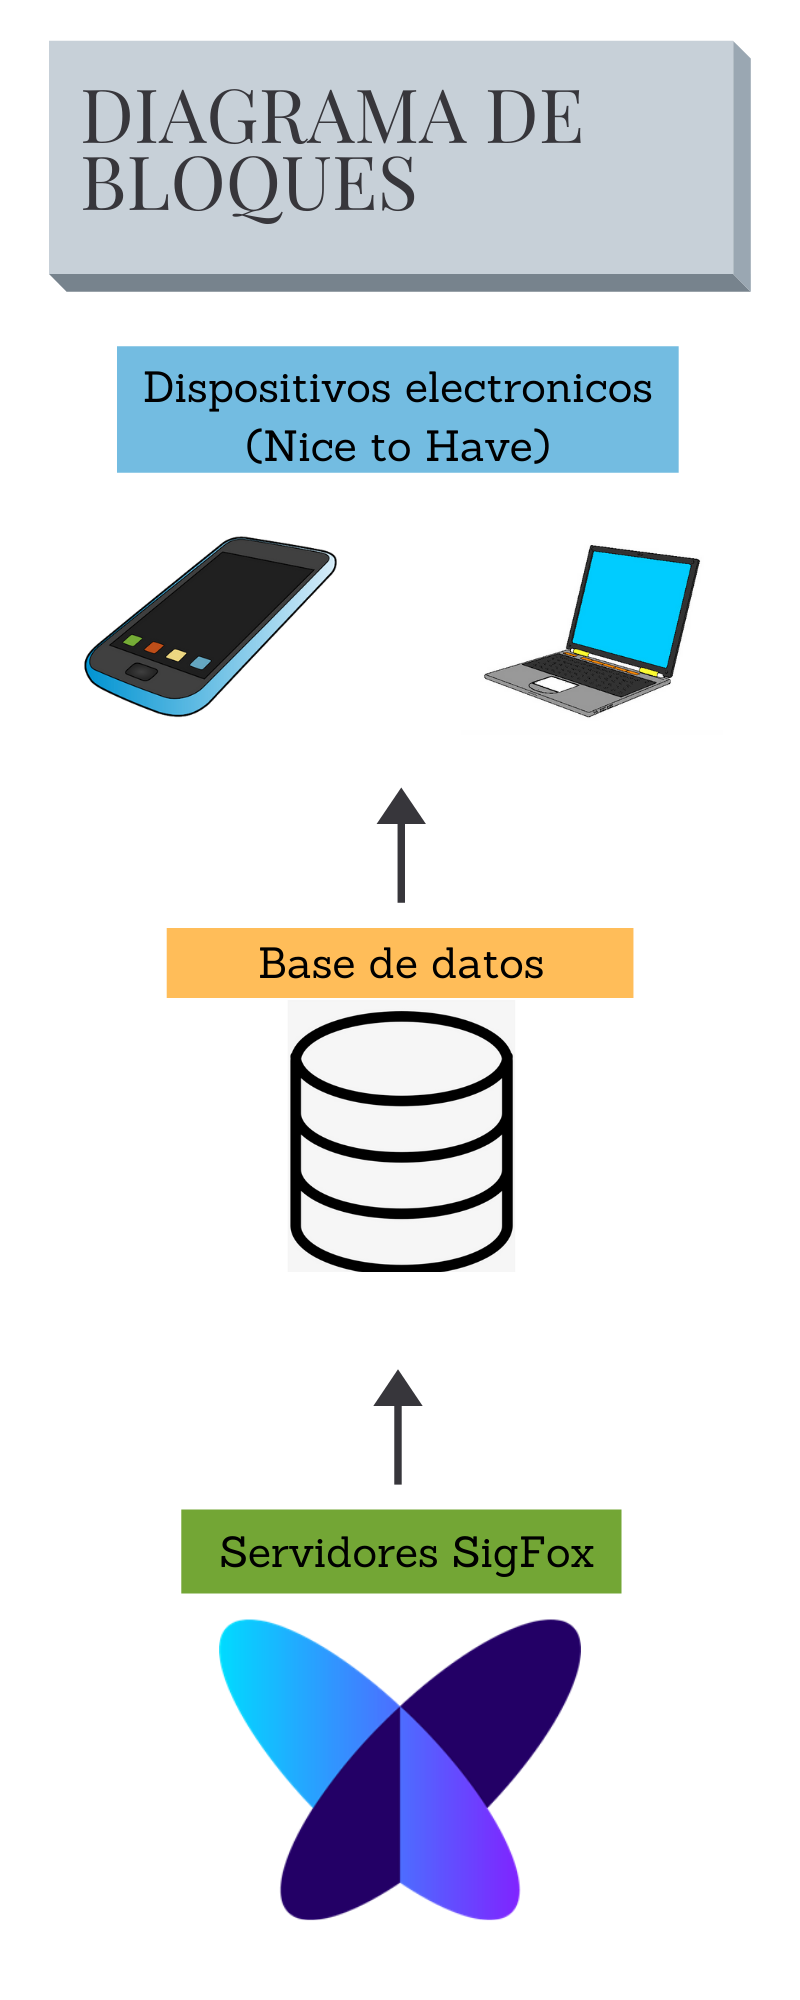 DIAGRAMA DE
BLOQUES
Dispositivos electronicos
(Nice to Have)
Base de datos
Servidores SigFox